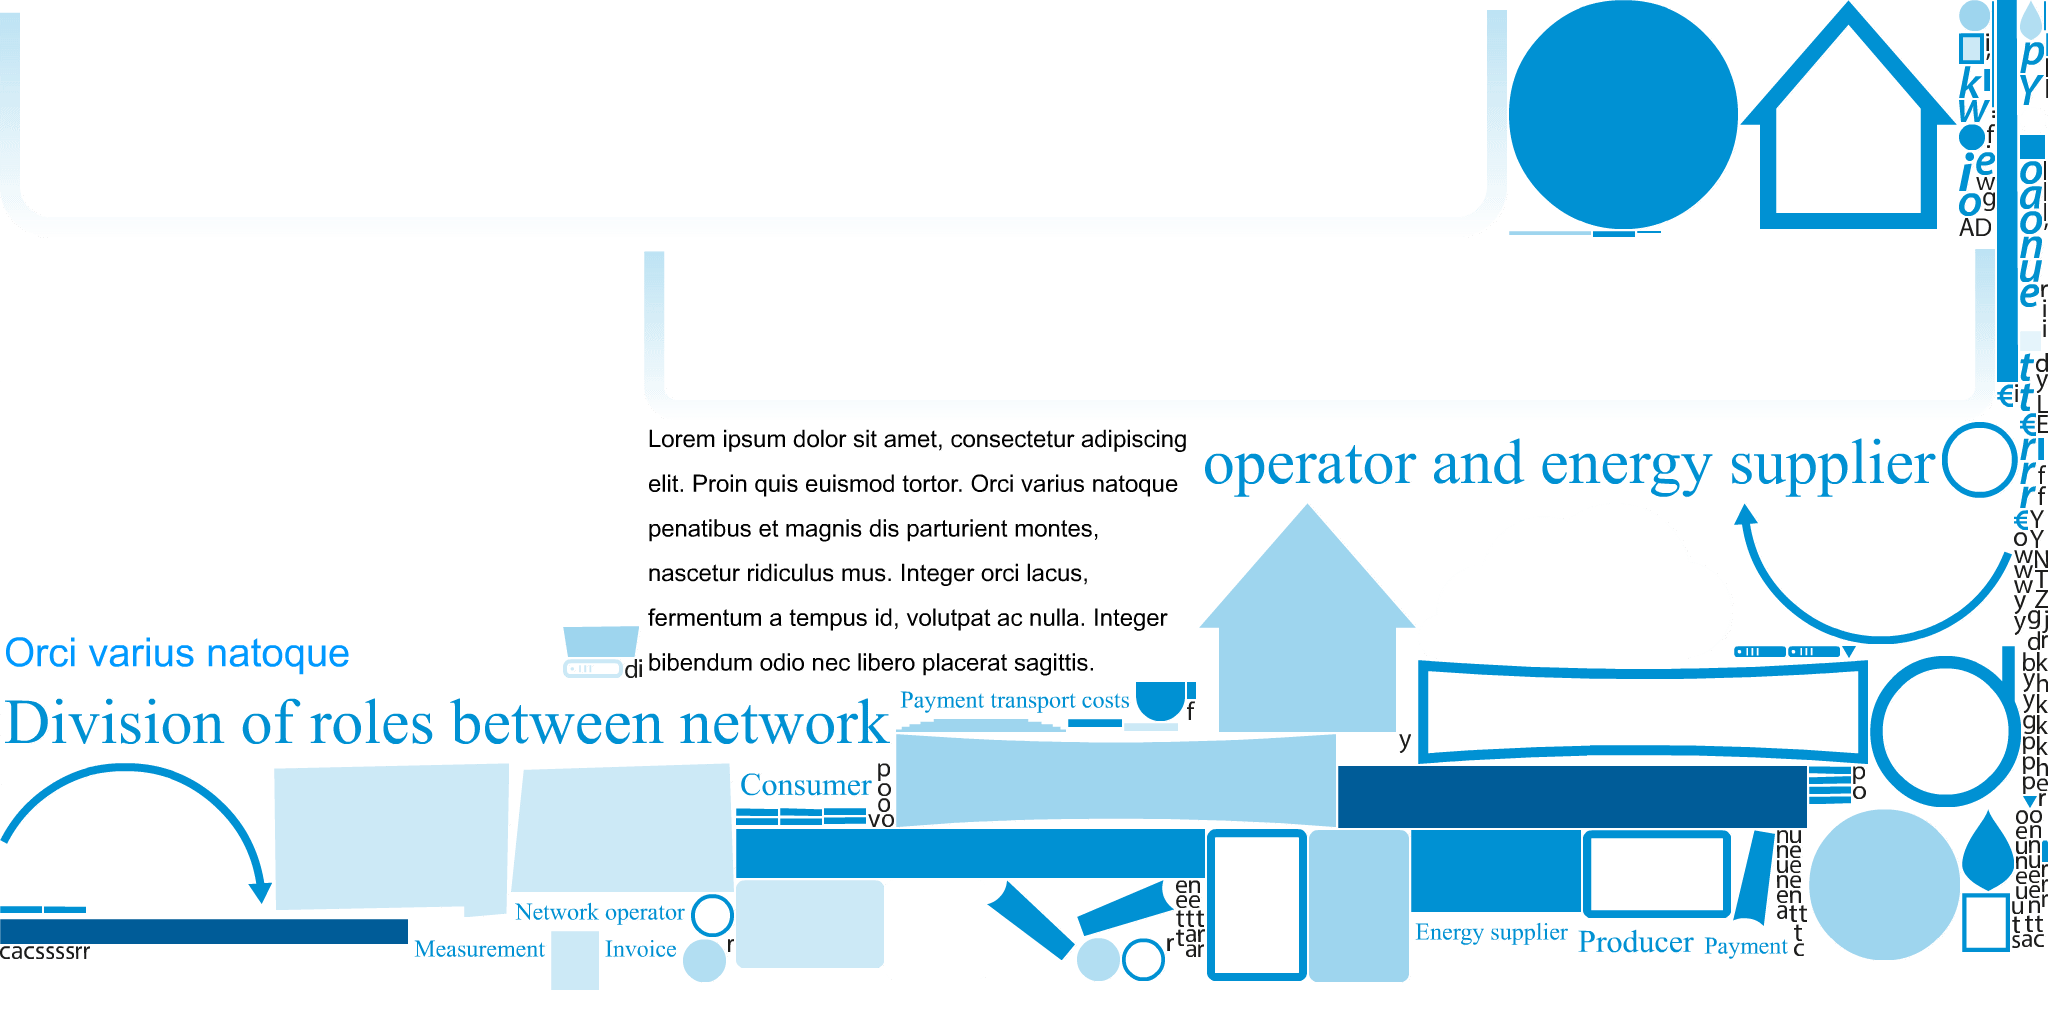 Lorem ipsum dolor sit amet, consectetur adipiscing
elit. Proin quis euismod tortor. Orci varius natoque
penatibus et magnis dis parturient montes,
nascetur ridiculus mus. Integer orci lacus,
fermentum a tempus id, volutpat ac nulla. Integer
bibendum odio nec libero placerat sagittis.
operator and energy supplier
Orci varius natoque
di
Division of roles between network
Payment transport costs
f
y
Consumer
p
o
o
vo
Network operator
Measurement
Invoice
r
cacssssrr
Energy supplier
Producer
Payment
AD